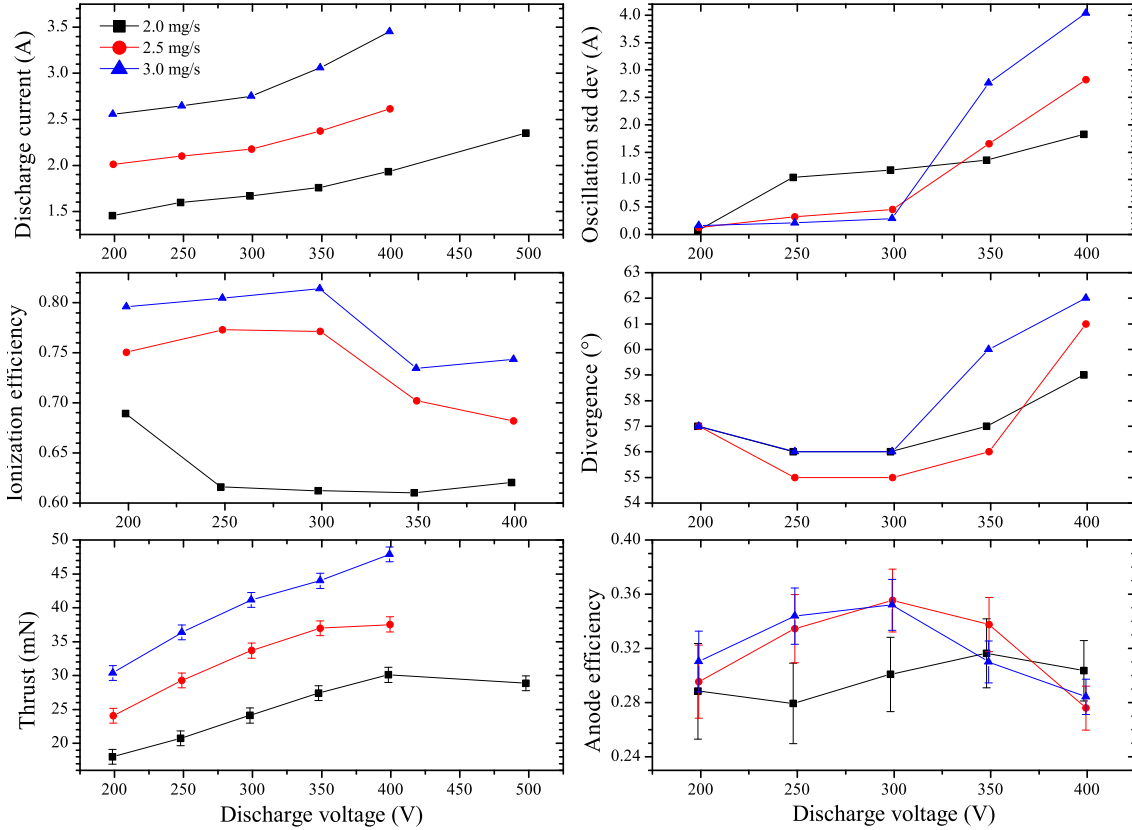 Discharge current (A)
3.5
3.0
2.5
2.0
1.5
2.0 mg/s
2.5 mg/s
3.0 mg/s
200 250 300 350 400 450 500
Oscillation std dev (A)
4.0
3.5
3.0
2.5
2.0
1.5
1.0
0.5
0.0
200 250 300 350 400
Ionization efficiency
0.80
0.75
0.70
0.65
0.60
200 250 300 350 400
Divergence (°)
63
62
61
60
59
58
57
56
55
54
200 250 300 350 400
Thrust (mN)
50
45
40
35
30
25
20
200 250 300 350 400 450 500
Discharge voltage (V)
Anode efficiency
0.40
0.36
0.32
0.28
0.24
200 250 300 350 400
Discharge voltage (V)